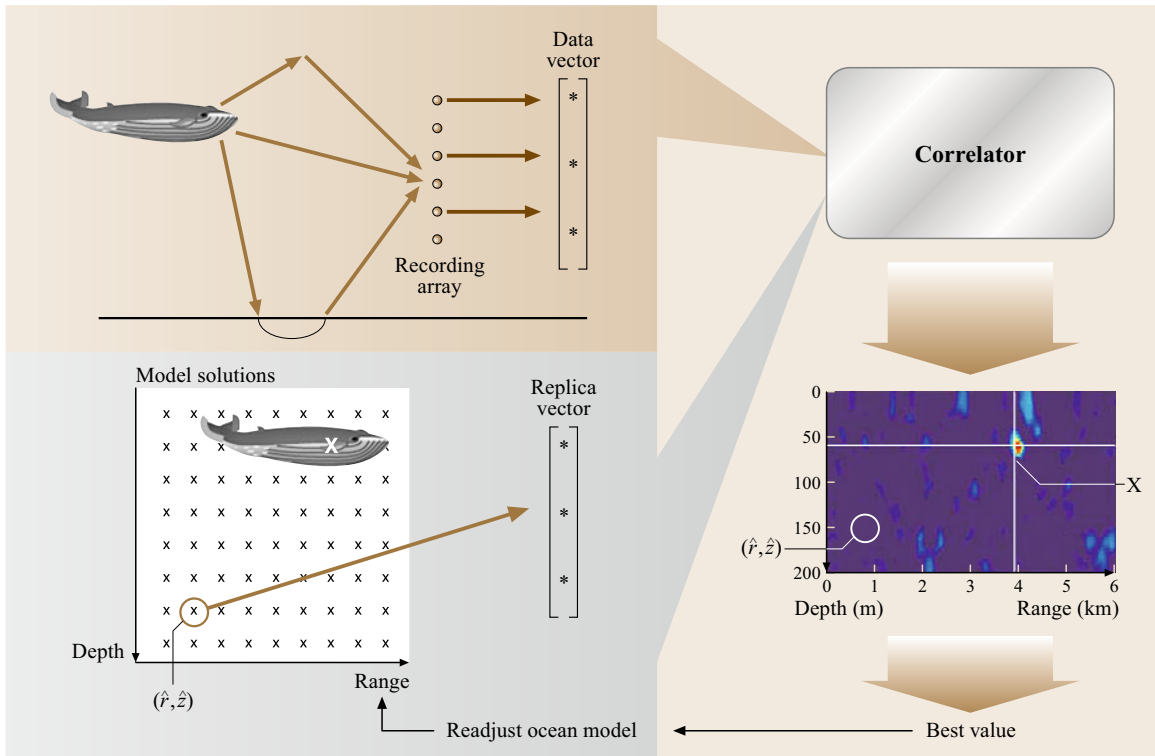 Data
vector
*
*
*
Recording
array
Correlator
Model solutions
x x x x x x x x x
x x x
X
x x x x x x x x x
x x x x x x x x x
x x x x x x x x x
x x x x x x x x x
x x x x x x x x x
x x x x x x x x x
Depth
Range
(r̂,ẑ)
Replica
vector
*
*
*
0
50
100
150
200
0 1 2 3 4 5 6
Depth (m)
Range (km)
X
(r̂,ẑ)
Readjust ocean model
Best value